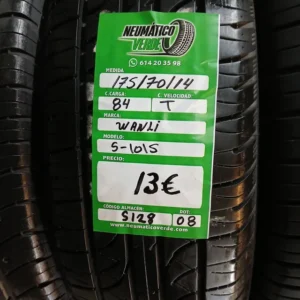 NEUMÁTICO
VERDE
614 20 35 98
MEDIDA
175/70/14
C.CARGA: C. VELOCIDAD:
84 T
MARCA:
WANLI
MODELO:
S-1015
PRECIO:
13€
CÓDIGO ALMACEN: DOT:
S128 08
www.neumaticoverde.com